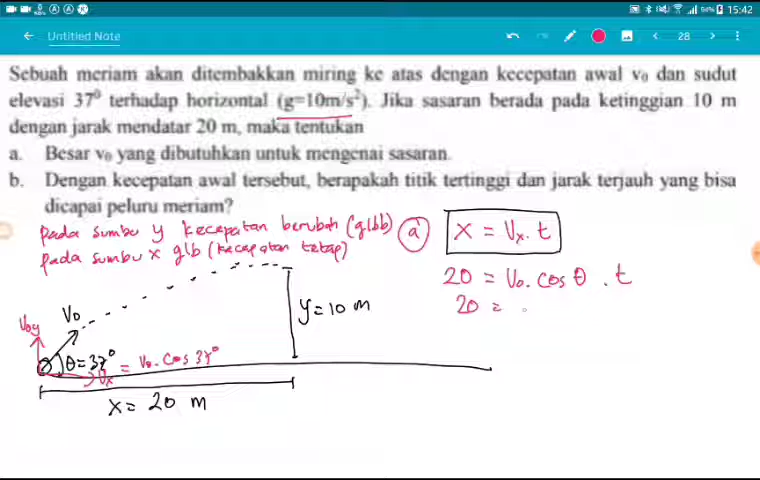 15:42
Untitled Note
28
Sebuah meriam akan ditembakkan miring ke atas dengan kecepatan awal v₀ dan sudut
elevasi 37⁰ terhadap horizontal (g=10m/s²). Jika sasaran berada pada ketinggian 10 m
dengan jarak mendatar 20 m, maka tentukan
a. Besar v₀ yang dibutuhkan untuk mengenai sasaran.
b. Dengan kecepatan awal tersebut, berapakah titik tertinggi dan jarak terjauh yang bisa
dicapai peluru meriam?
pada sumbu y kecepatan berubah (glbb)
pada sumbu x glb (kecepatan tetap)
a
x = Vx . t
20 = V₀ . cos θ . t
20 =
V₀
V₀y
θ = 37°
Vx = V₀ . cos 37°
y = 10 m
x = 20 m